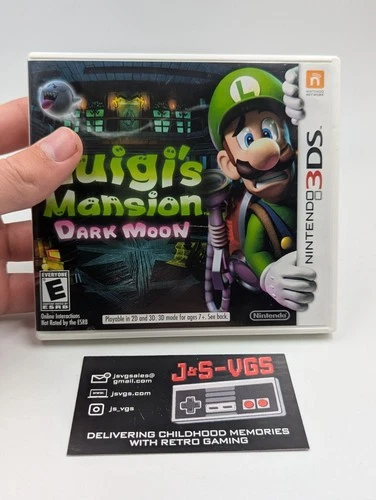 L
Luigi's
Mansion
DARK MOON
NINTENDO 3DS
EVERYONE
E
ESRB
Online Interactions
Not Rated by the ESRB
Playable in 2D and 3D; 3D mode for ages 7+. See back.
Nintendo
J&S-VGS
jsvgsales@
gmail.com
jsvgs.com
js_vgs
DELIVERING CHILDHOOD MEMORIES
WITH RETRO GAMING